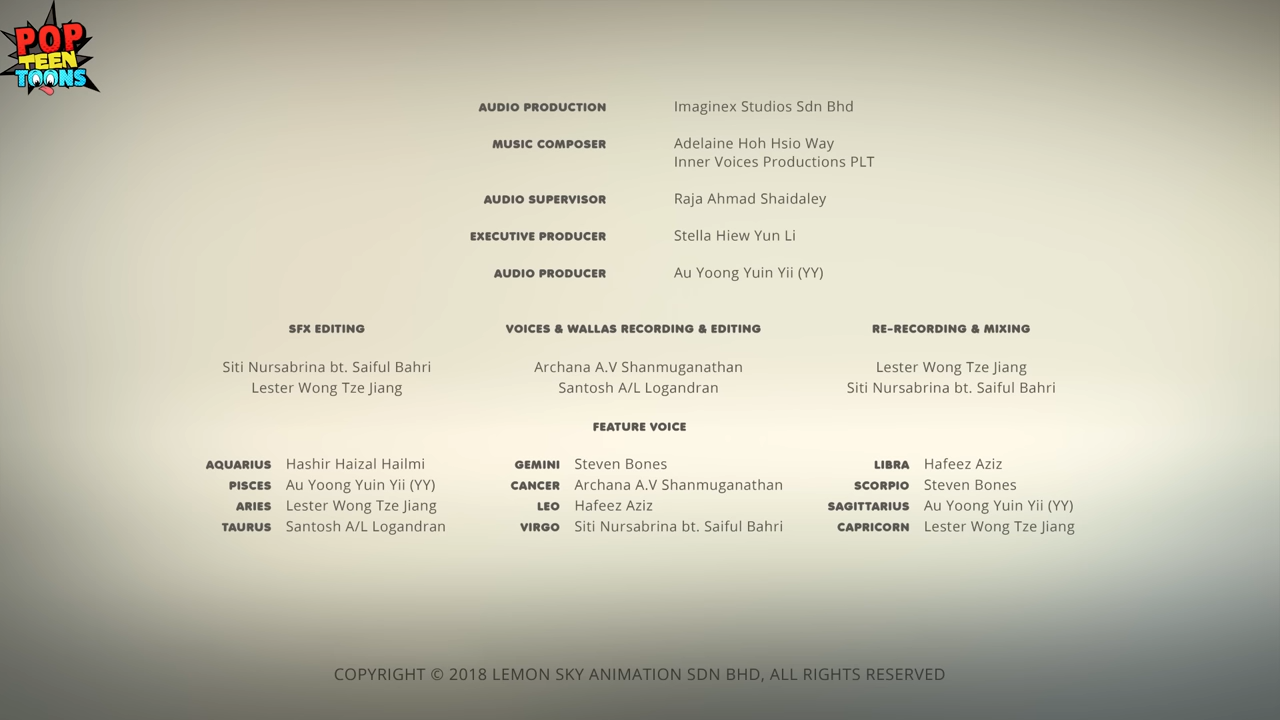 POP
TEEN
TOONS
AUDIO PRODUCTION Imaginex Studios Sdn Bhd
MUSIC COMPOSER Adelaine Hoh Hsio Way
Inner Voices Productions PLT
AUDIO SUPERVISOR Raja Ahmad Shaidaley
EXECUTIVE PRODUCER Stella Hiew Yun Li
AUDIO PRODUCER Au Yoong Yuin Yii (YY)
SFX EDITING
Siti Nursabrina bt. Saiful Bahri
Lester Wong Tze Jiang
VOICES & WALLAS RECORDING & EDITING
Archana A.V Shanmuganathan
Santosh A/L Logandran
RE-RECORDING & MIXING
Lester Wong Tze Jiang
Siti Nursabrina bt. Saiful Bahri
FEATURE VOICE
AQUARIUS Hashir Haizal Hailmi
PISCES Au Yoong Yuin Yii (YY)
ARIES Lester Wong Tze Jiang
TAURUS Santosh A/L Logandran
GEMINI Steven Bones
CANCER Archana A.V Shanmuganathan
LEO Hafeez Aziz
VIRGO Siti Nursabrina bt. Saiful Bahri
LIBRA Hafeez Aziz
SCORPIO Steven Bones
SAGITTARIUS Au Yoong Yuin Yii (YY)
CAPRICORN Lester Wong Tze Jiang
COPYRIGHT © 2018 LEMON SKY ANIMATION SDN BHD, ALL RIGHTS RESERVED